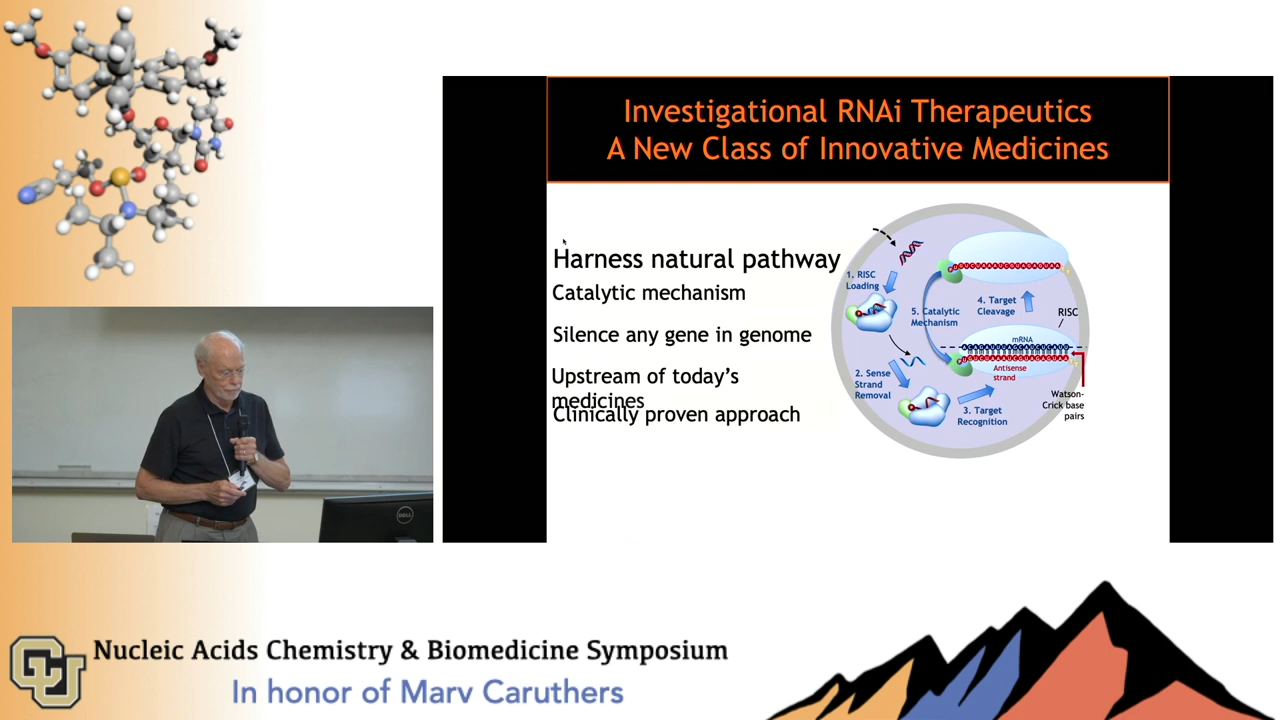 Investigational RNAi Therapeutics
A New Class of Innovative Medicines
Harness natural pathway
Catalytic mechanism
Silence any gene in genome
Upstream of today's
medicines
Clinically proven approach
1. RISC
Loading
2. Sense
Strand
Removal
3. Target
Recognition
4. Target
Cleavage
5. Catalytic
Mechanism
RISC
/
mRNA
Antisense
strand
Watson-
Crick base
pairs
DELL
CU
Nucleic Acids Chemistry & Biomedicine Symposium
In honor of Marv Caruthers